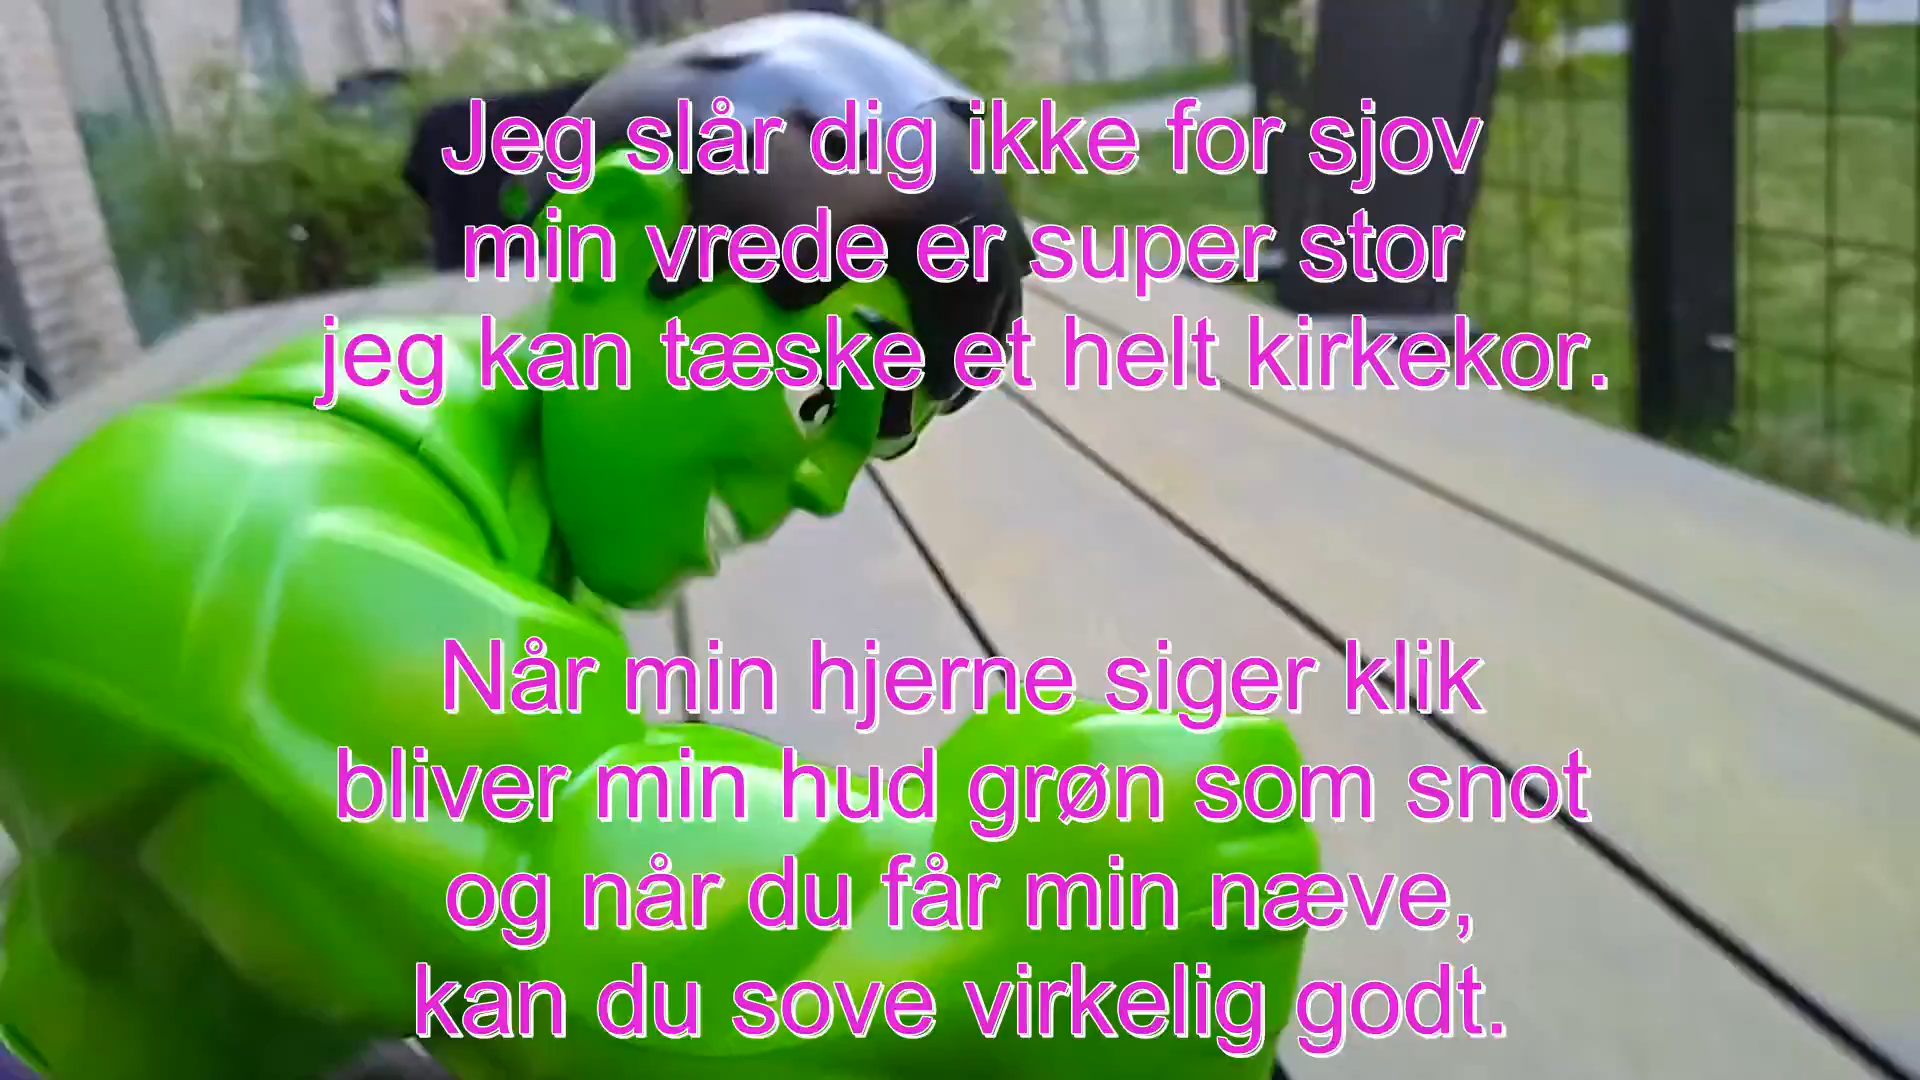 Jeg slår dig ikke for sjov
min vrede er super stor
jeg kan tæske et helt kirkekor.
Når min hjerne siger klik
bliver min hud grøn som snot
og når du får min næve,
kan du sove virkelig godt.